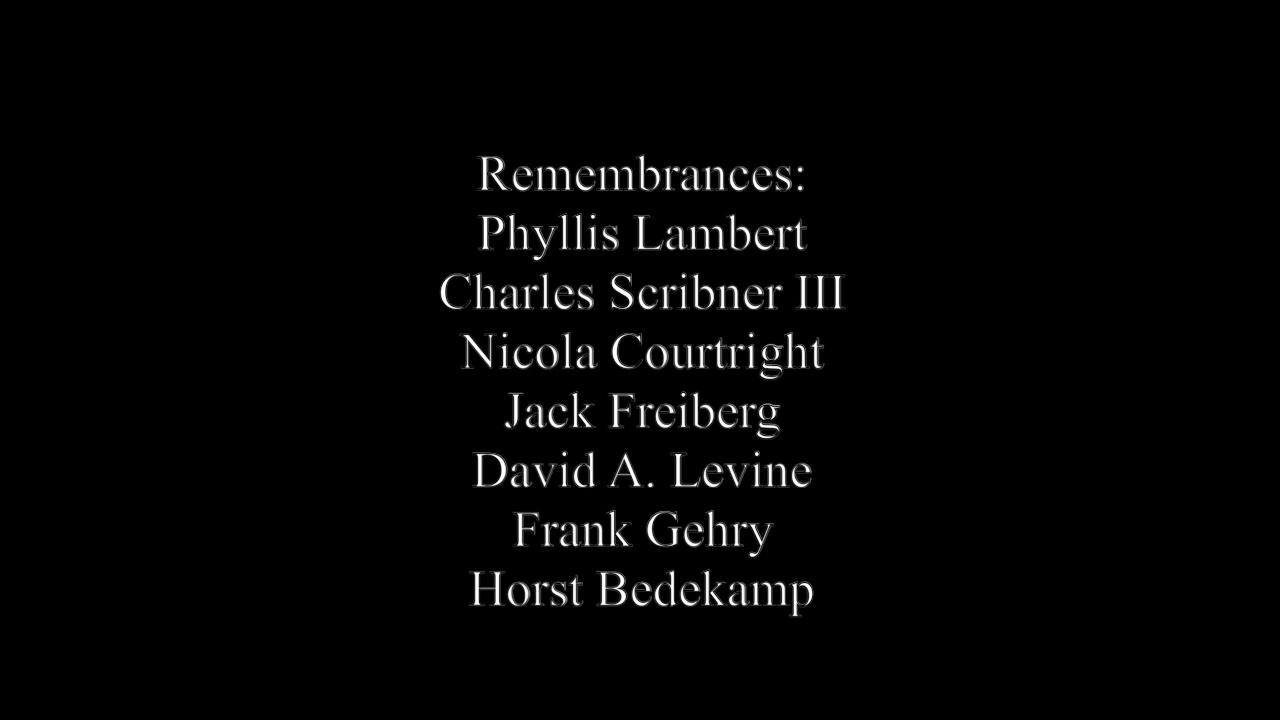 Remembrances:
Phyllis Lambert
Charles Scribner III
Nicola Courtright
Jack Freiberg
David A. Levine
Frank Gehry
Horst Bedekamp